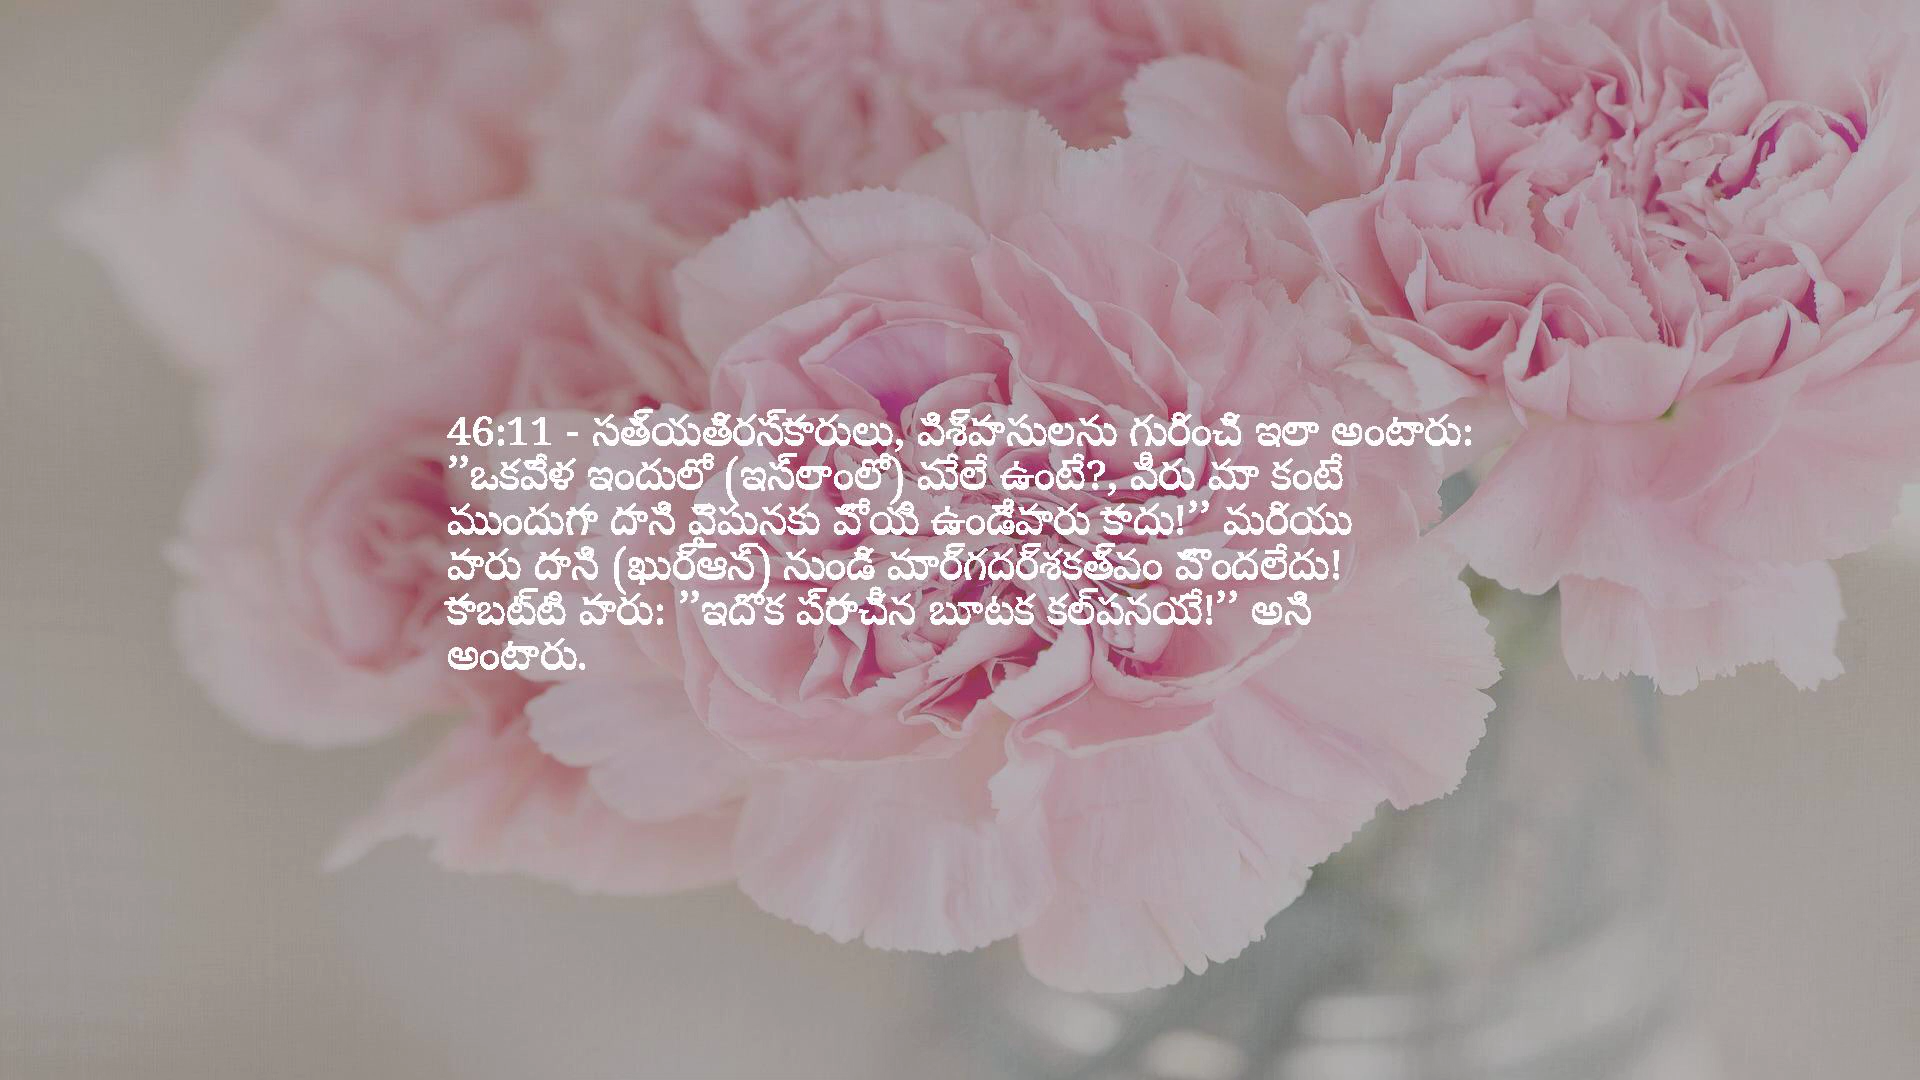 46:11 - సత్యతిరస్కారులు, విశ్వాసులను గురించి ఇలా అంటారు:
”ఒకవేళ ఇందులో (ఇస్లాంలో) మేలే ఉంటే?, వీరు మా కంటే
ముందుగా దాని వైపునకు పోయి ఉండేవారు కాదు!” మరియు
వారు దాని (ఖుర్ఆన్) నుండి మార్గదర్శకత్వం పొందలేదు!
కాబట్టి వారు: ”ఇదొక ప్రాచీన బూటక కల్పనయే!” అని
అంటారు.